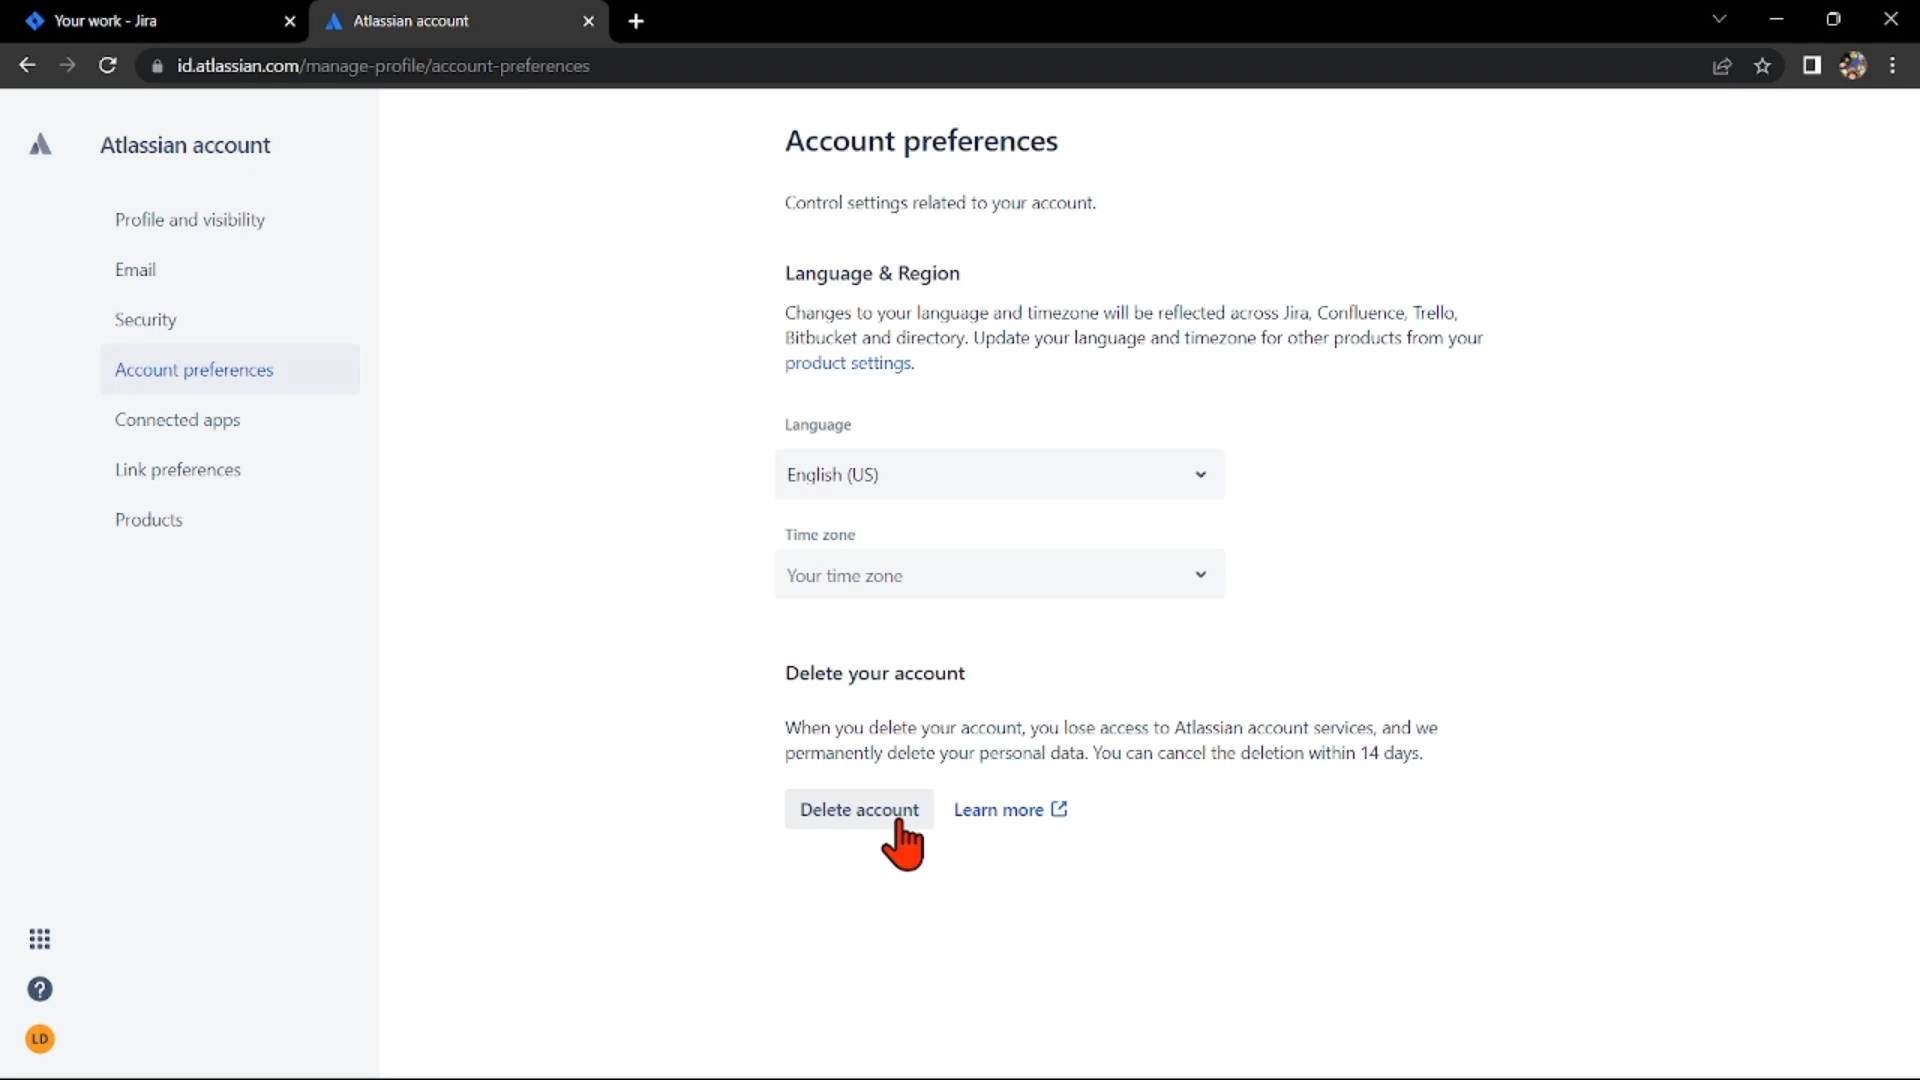 Your work - Jira
Atlassian account
id.atlassian.com/manage-profile/account-preferences
Atlassian account
Profile and visibility
Email
Security
Account preferences
Connected apps
Link preferences
Products
LD
Account preferences
Control settings related to your account.
Language & Region
Changes to your language and timezone will be reflected across Jira, Confluence, Trello,
Bitbucket and directory. Update your language and timezone for other products from your
product settings.
Language
English (US)
Time zone
Your time zone
Delete your account
When you delete your account, you lose access to Atlassian account services, and we
permanently delete your personal data. You can cancel the deletion within 14 days.
Delete account
Learn more